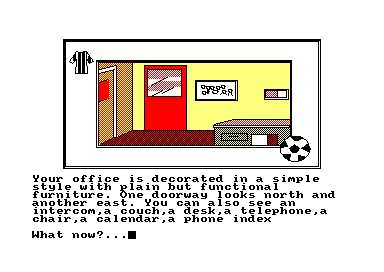 Your office is decorated in a simple
style with plain but functional
furniture. One doorway looks north and
another east. You can also see an
intercom,a couch,a desk,a telephone,a
chair,a calendar,a phone index
What now?...